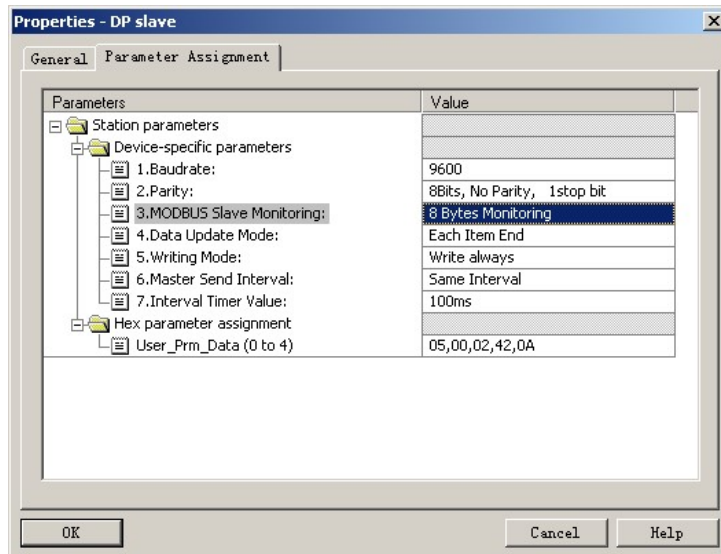 Properties - DP slave
General Parameter Assignment
Parameters Value
Station parameters
Device-specific parameters
1.Baudrate: 9600
2.Parity: 8Bits, No Parity, 1stop bit
3.MODBUS Slave Monitoring: 8 Bytes Monitoring
4.Data Update Mode: Each Item End
5.Writing Mode: Write always
6.Master Send Interval: Same Interval
7.Interval Timer Value: 100ms
Hex parameter assignment
User_Prm_Data (0 to 4) 05,00,02,42,0A
OK Cancel Help